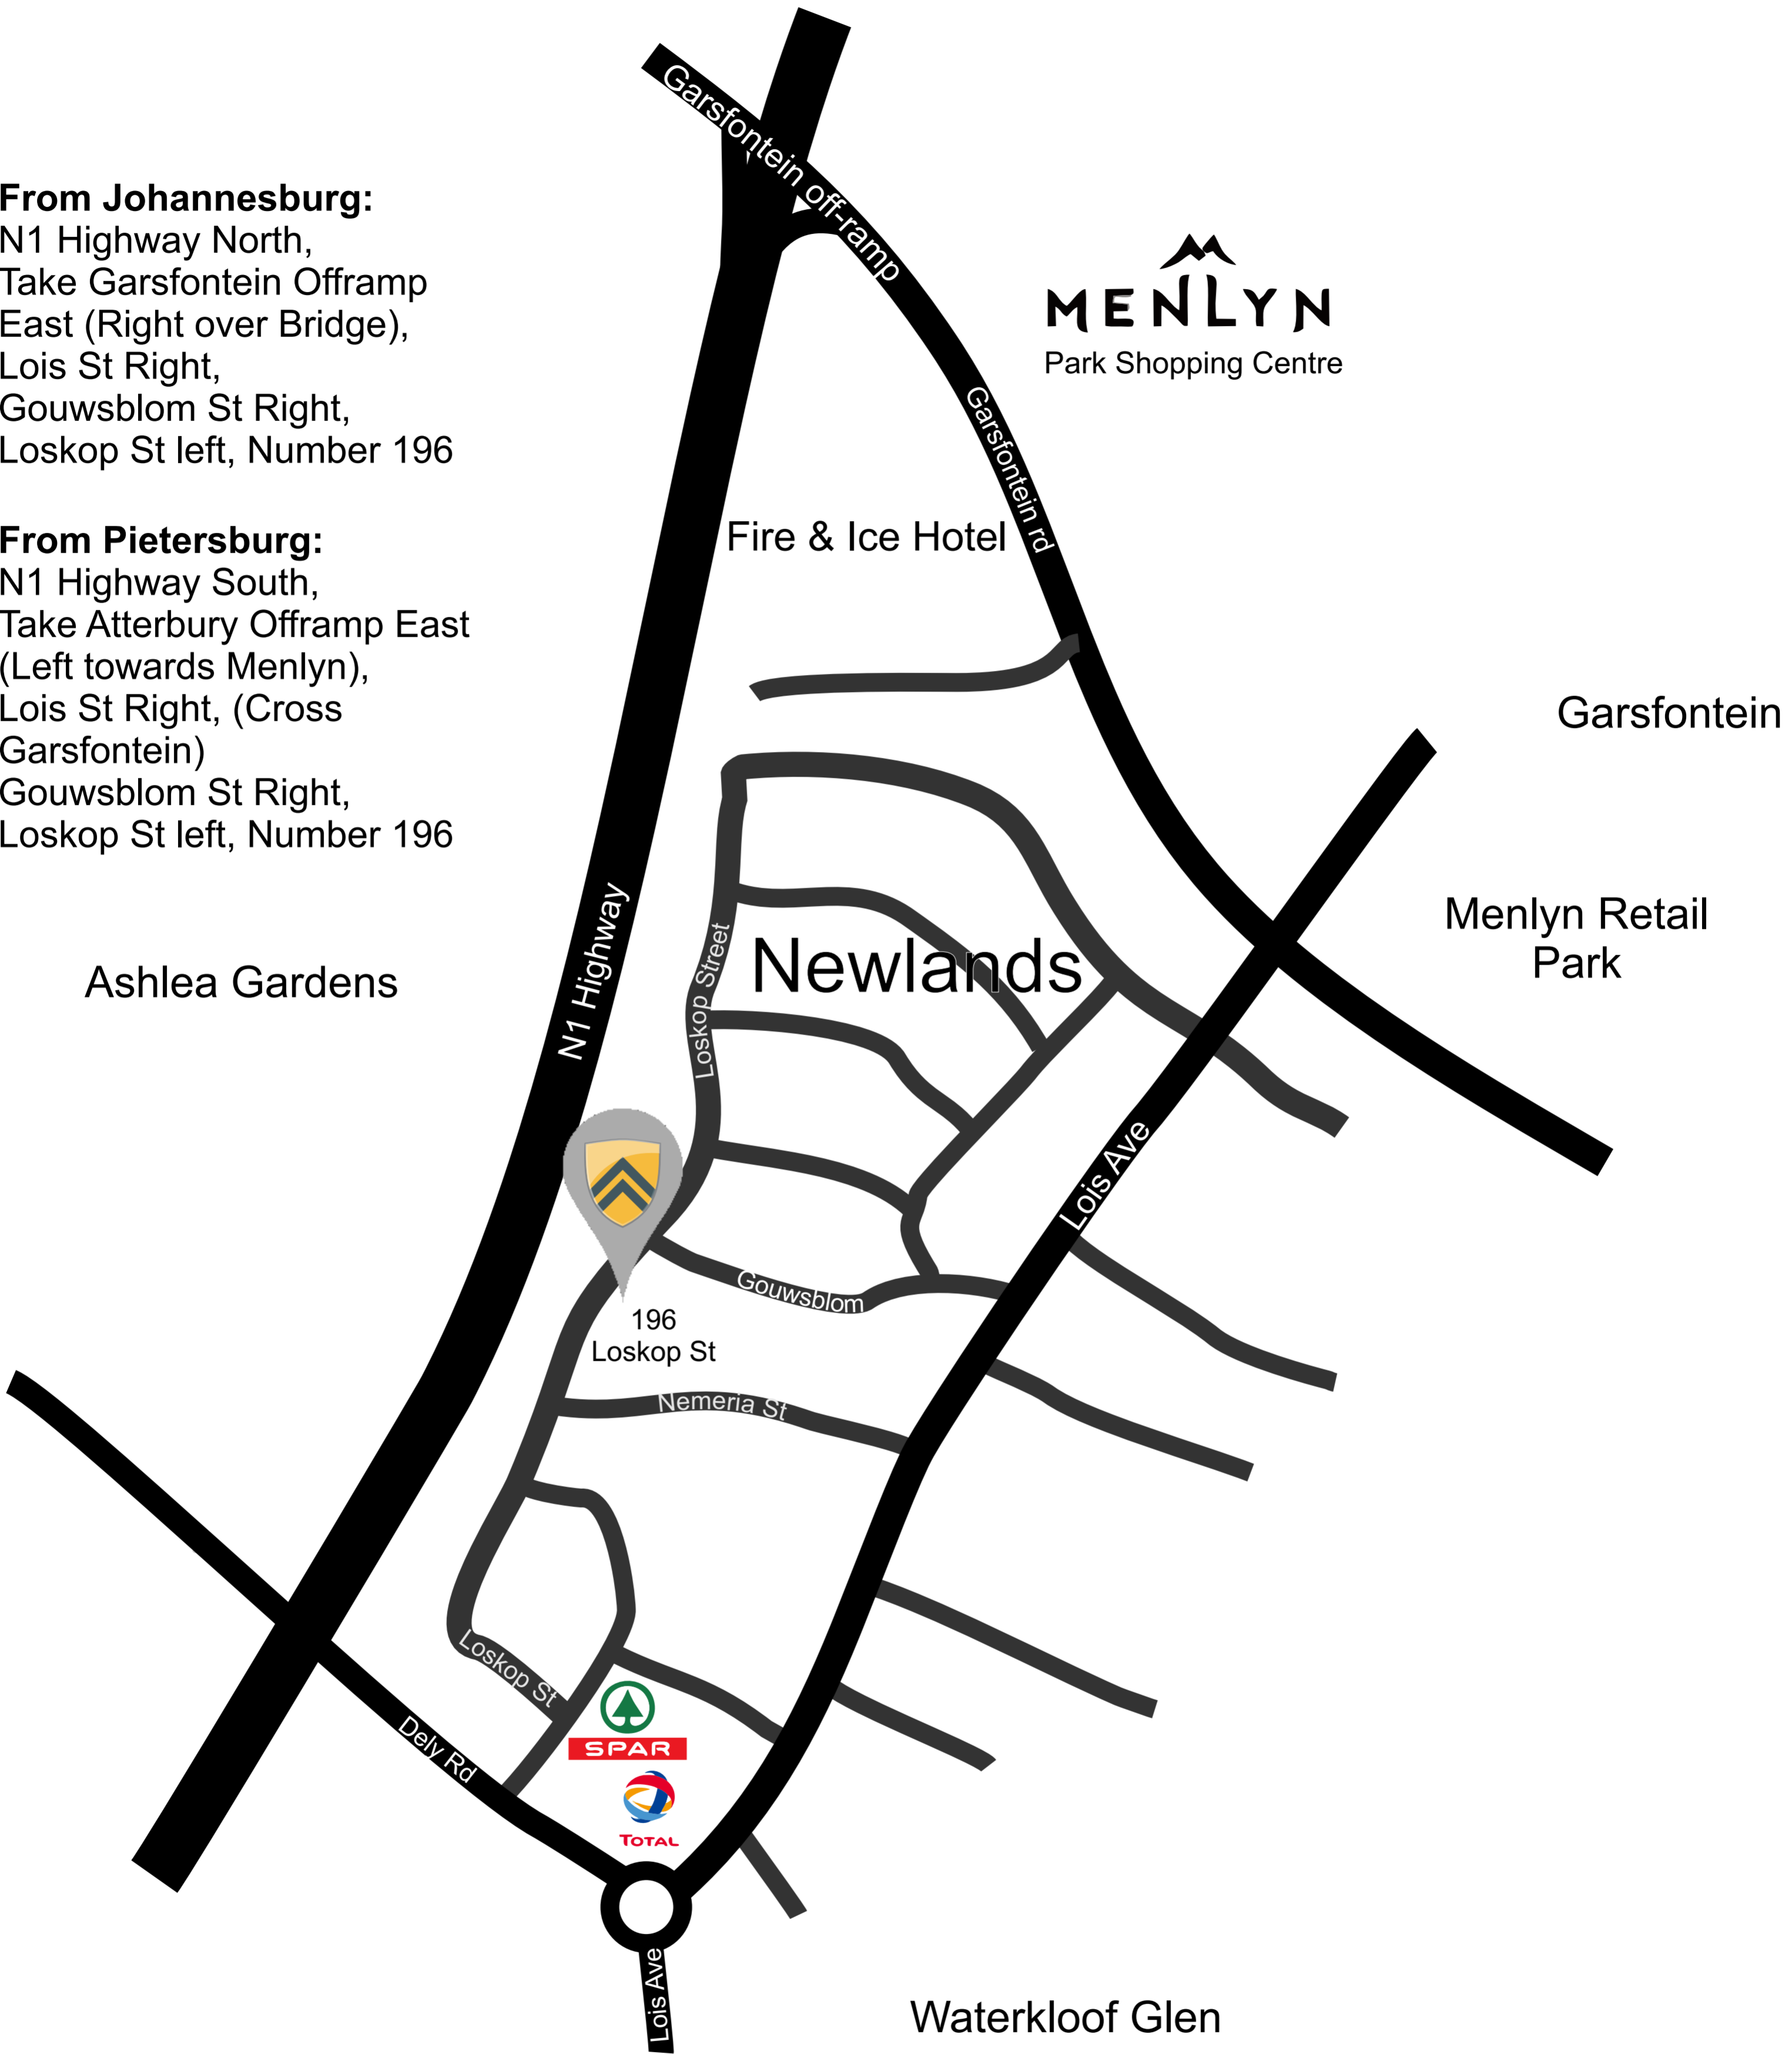 Garsfontein off-ramp
From Johannesburg:
N1 Highway North,
Take Garsfontein Offramp
East (Right over Bridge),
Lois St Right,
Gouwsblom St Right,
Loskop St left, Number 196
MENLYN
Park Shopping Centre
Garsfontein rd
From Pietersburg:
N1 Highway South,
Take Atterbury Offramp East
(Left towards Menlyn),
Lois St Right, (Cross
Garsfontein)
Gouwsblom St Right,
Loskop St left, Number 196
Fire & Ice Hotel
Garsfontein
Menlyn Retail
Park
Ashlea Gardens
N1 Highway
Loskop Street
Newlands
Lois Ave
Gouwsblom
196
Loskop St
Nemeria St
Loskop St
SPAR
Dely Rd
TOTAL
Lois Ave
Waterkloof Glen